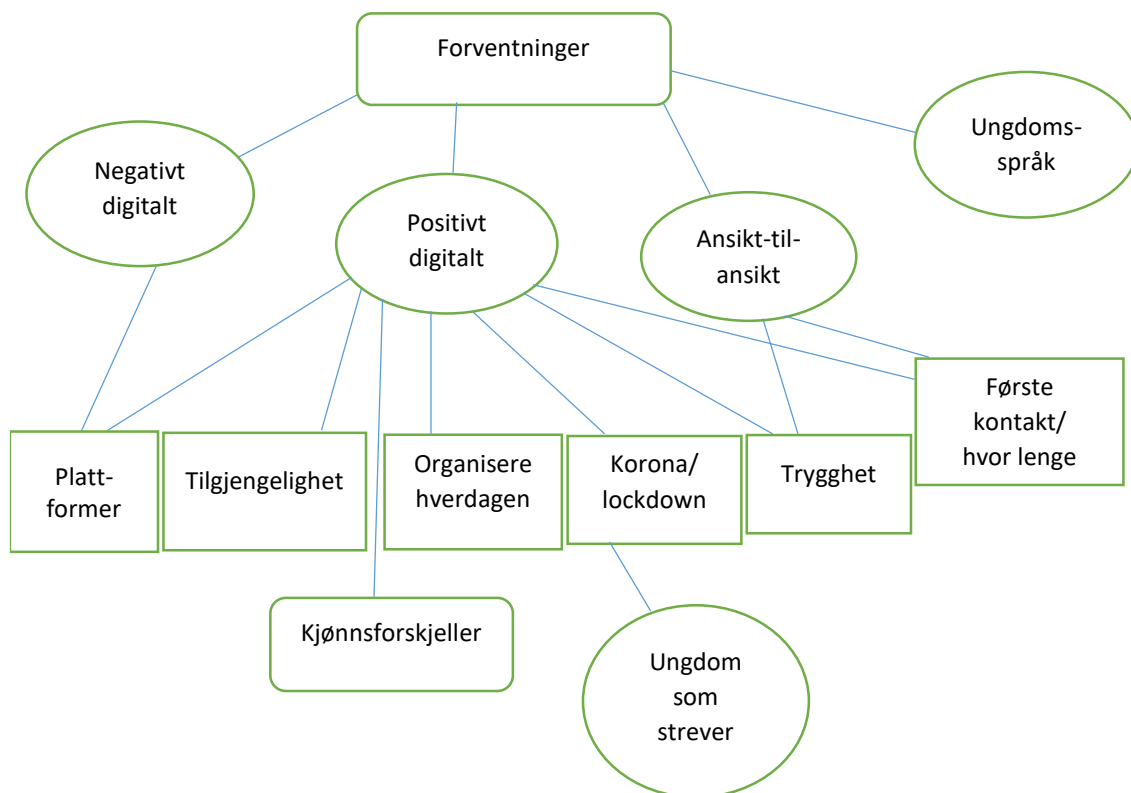 Forventninger
Ungdoms-
språk
Negativt
digitalt
Positivt
digitalt
Ansikt-til-
ansikt
Første
kontakt/
hvor lenge
Platt-
former
Tilgjengelighet
Organisere
hverdagen
Korona/
lockdown
Trygghet
Kjønnsforskjeller
Ungdom
som
strever